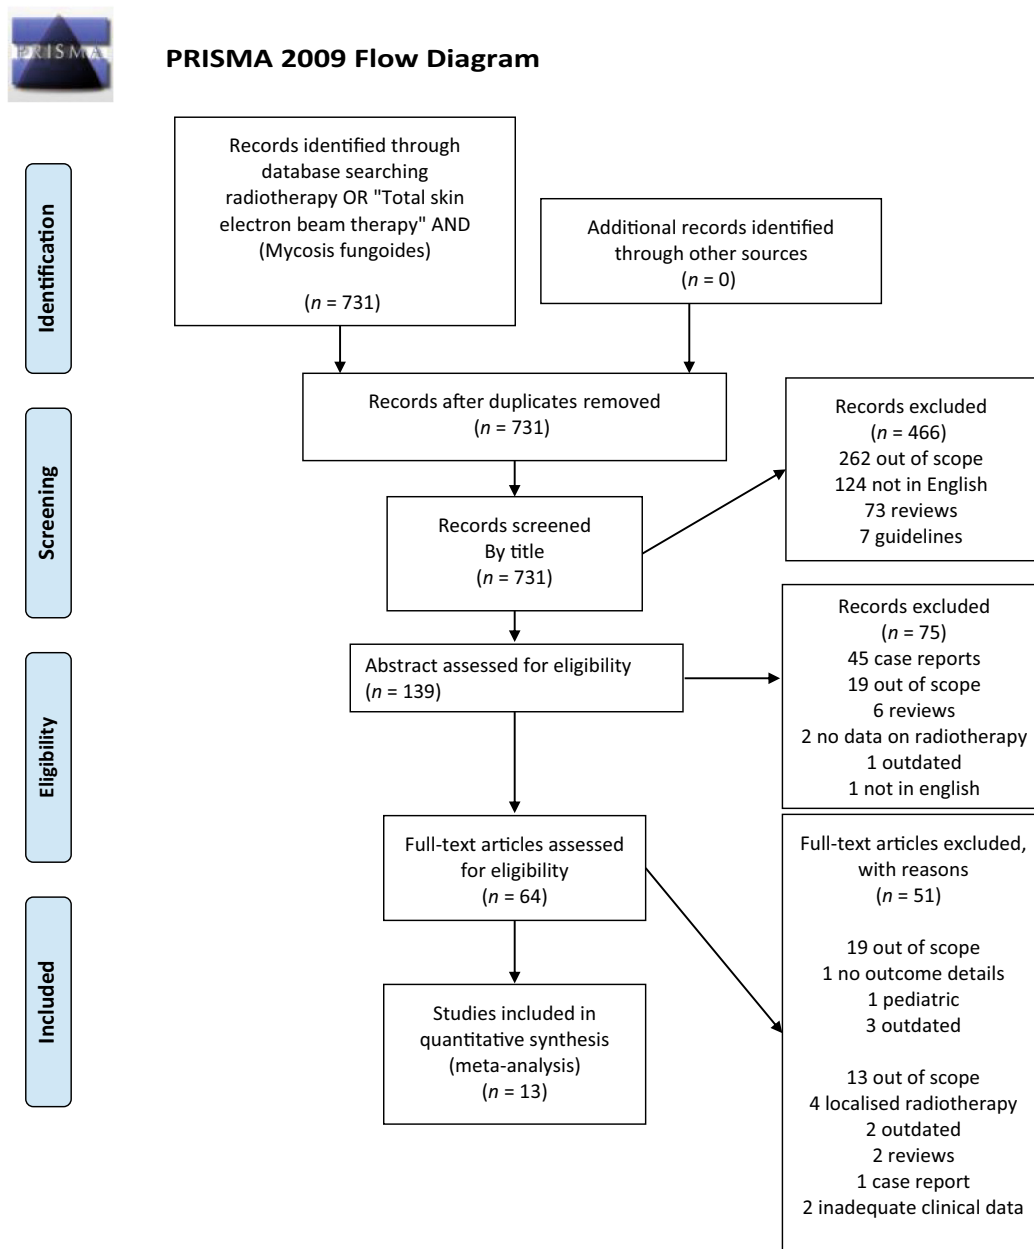 PRISMA
PRISMA 2009 Flow Diagram
Identification
Records identified through
database searching
radiotherapy OR "Total skin
electron beam therapy" AND
(Mycosis fungoides)
(n = 731)
Additional records identified
through other sources
(n = 0)
Records after duplicates removed
(n = 731)
Screening
Records screened
By title
(n = 731)
Records excluded
(n = 466)
262 out of scope
124 not in English
73 reviews
7 guidelines
Eligibility
Abstract assessed for eligibility
(n = 139)
Records excluded
(n = 75)
45 case reports
19 out of scope
6 reviews
2 no data on radiotherapy
1 outdated
1 not in english
Full-text articles assessed
for eligibility
(n = 64)
Full-text articles excluded,
with reasons
(n = 51)
19 out of scope
1 no outcome details
1 pediatric
3 outdated
13 out of scope
4 localised radiotherapy
2 outdated
2 reviews
1 case report
2 inadequate clinical data
Included
Studies included in
quantitative synthesis
(meta-analysis)
(n = 13)